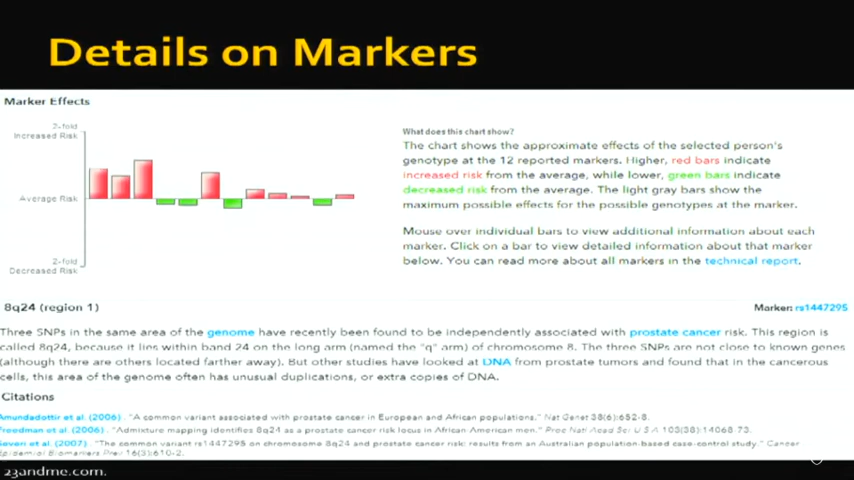 Details on Markers
Marker Effects
2-fold
Increased Risk
Average Risk
2-fold
Decreased Risk
What does this chart show?
The chart shows the approximate effects of the selected person's
genotype at the 12 reported markers. Higher, red bars indicate
increased risk from the average, while lower, green bars indicate
decreased risk from the average. The light gray bars show the
maximum possible effects for the possible genotypes at the marker.
Mouse over individual bars to view additional information about each
marker. Click on a bar to view detailed information about that marker
below. You can read more about all markers in the technical report.
8q24 (region 1)
Marker: rs1447295
Three SNPs in the same area of the genome have recently been found to be independently associated with prostate cancer risk. This region is
called 8q24, because it lies within band 24 on the long arm (named the "q" arm) of chromosome 8. The three SNPs are not close to known genes
(although there are others located farther away). But other studies have looked at DNA from prostate tumors and found that in the cancerous
cells, this area of the genome often has unusual duplications, or extra copies of DNA.
Citations
Amundadottir et al. (2006). "A common variant associated with prostate cancer in European and African populations." Nat Genet 38(6):652-8.
Freedman et al. (2006). "Admixture mapping identifies 8q24 as a prostate cancer risk locus in African-American men." Proc Natl Acad Sci U S A 103(38):14068-73.
Severi et al. (2007). "The common variant rs1447295 on chromosome 8q24 and prostate cancer risk: results from an Australian population-based case-control study." Cancer
Epidemiol Biomarkers Prev 16(3):610-2.
23andme.com.